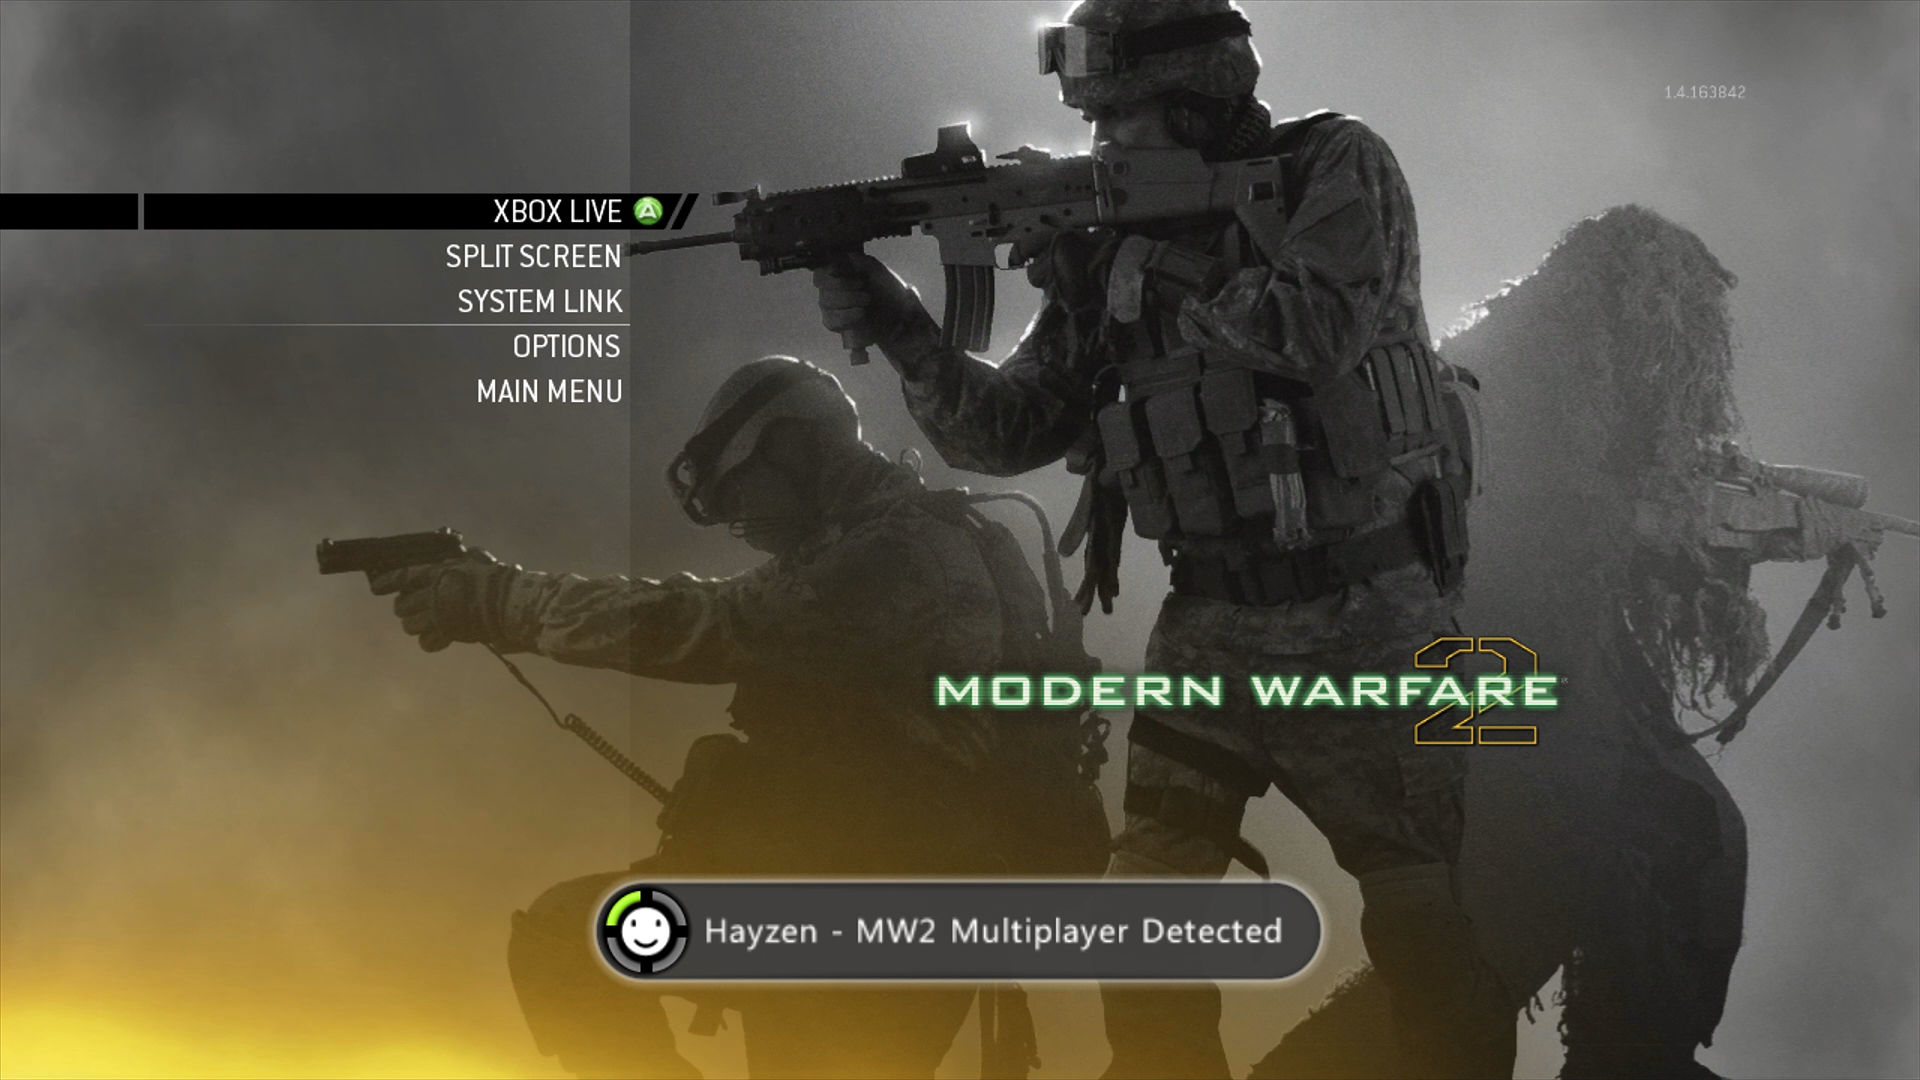 1.4.163842
XBOX LIVE A
SPLIT SCREEN
SYSTEM LINK
OPTIONS
MAIN MENU
MODERN WARFARE 2
Hayzen - MW2 Multiplayer Detected